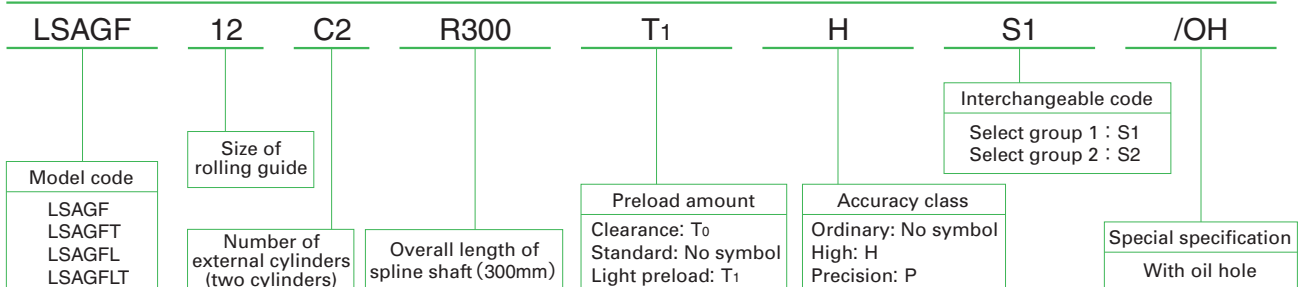 LSAGF 12 C2 R300 T1 H S1 /OH
Interchangeable code
Select group 1：S1
Select group 2：S2
Size of
rolling guide
Model code
LSAGF
LSAGFT
LSAGFL
LSAGFLT
Number of
external cylinders
(two cylinders)
Overall length of
spline shaft (300mm)
Preload amount
Clearance: T0
Standard: No symbol
Light preload: T1
Accuracy class
Ordinary: No symbol
High: H
Precision: P
Special specification
With oil hole